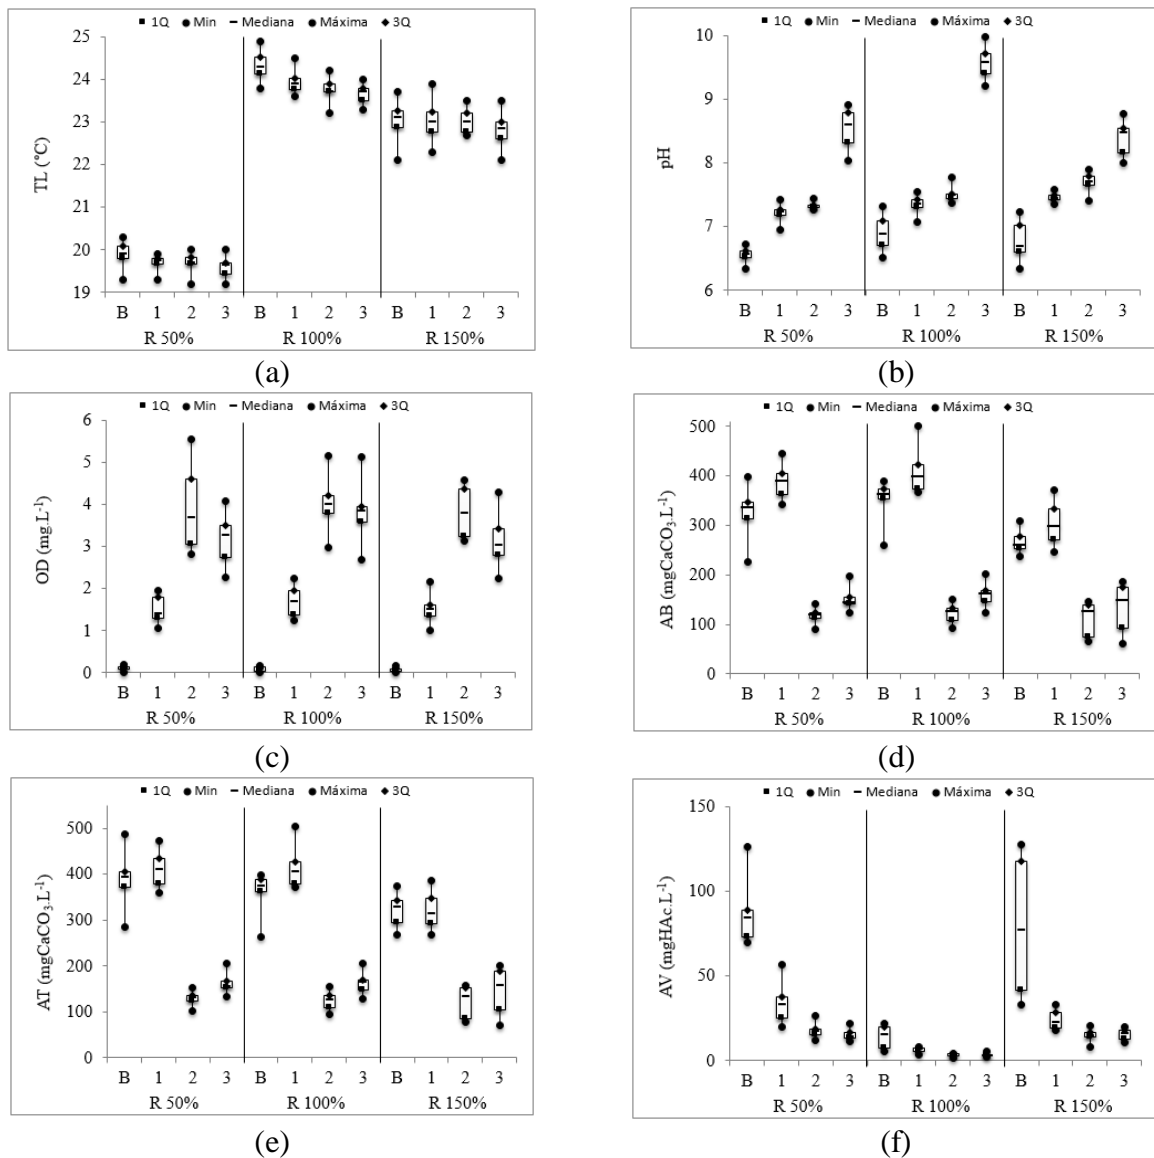 1Q Min Mediana Máxima 3Q
TL (°C)
25
24
23
22
21
20
19
B 1 2 3 B 1 2 3 B 1 2 3
R 50% R 100% R 150%
(a)
1Q Min Mediana Máxima 3Q
pH
10
9
8
7
6
B 1 2 3 B 1 2 3 B 1 2 3
R 50% R 100% R 150%
(b)
1Q Min Mediana Máxima 3Q
OD (mg.L⁻¹)
6
5
4
3
2
1
0
B 1 2 3 B 1 2 3 B 1 2 3
R 50% R 100% R 150%
(c)
1Q Min Mediana Máxima 3Q
AB (mgCaCO₃.L⁻¹)
500
400
300
200
100
0
B 1 2 3 B 1 2 3 B 1 2 3
R 50% R 100% R 150%
(d)
1Q Min Mediana Máxima 3Q
AT (mgCaCO₃.L⁻¹)
500
400
300
200
100
0
B 1 2 3 B 1 2 3 B 1 2 3
R 50% R 100% R 150%
(e)
1Q Min Mediana Máxima 3Q
AV (mgHAc.L⁻¹)
150
100
50
0
B 1 2 3 B 1 2 3 B 1 2 3
R 50% R 100% R 150%
(f)